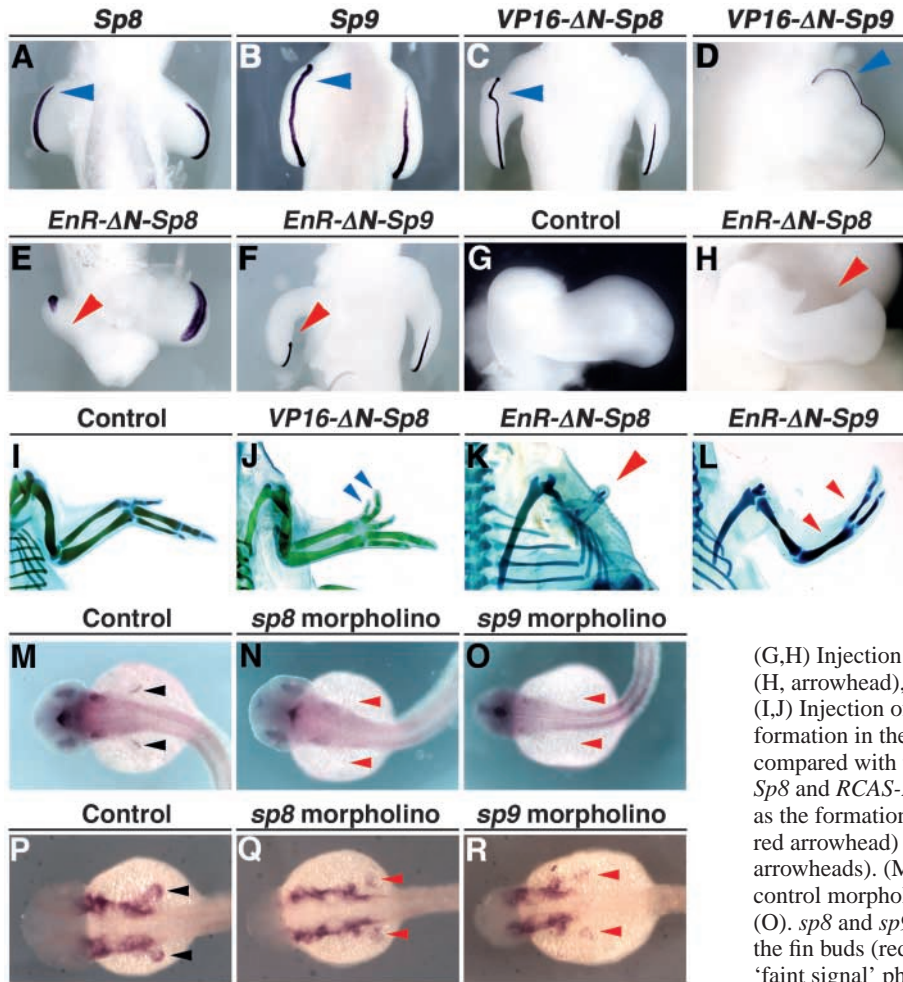 Sp8 Sp9 VP16-ΔN-Sp8 VP16-ΔN-Sp9
A B C D
EnR-ΔN-Sp8 EnR-ΔN-Sp9 Control EnR-ΔN-Sp8
E F G H
Control VP16-ΔN-Sp8 EnR-ΔN-Sp8 EnR-ΔN-Sp9
I J K L
Control sp8 morpholino sp9 morpholino
M N O
Control sp8 morpholino sp9 morpholino
P Q R
(G,H) Injection
(H, arrowhead),
(I,J) Injection o
formation in the
compared with
Sp8 and RCAS-
as the formation
red arrowhead)
arrowheads). (M
control morphol
(O). sp8 and sp9
the fin buds (red
'faint signal' ph